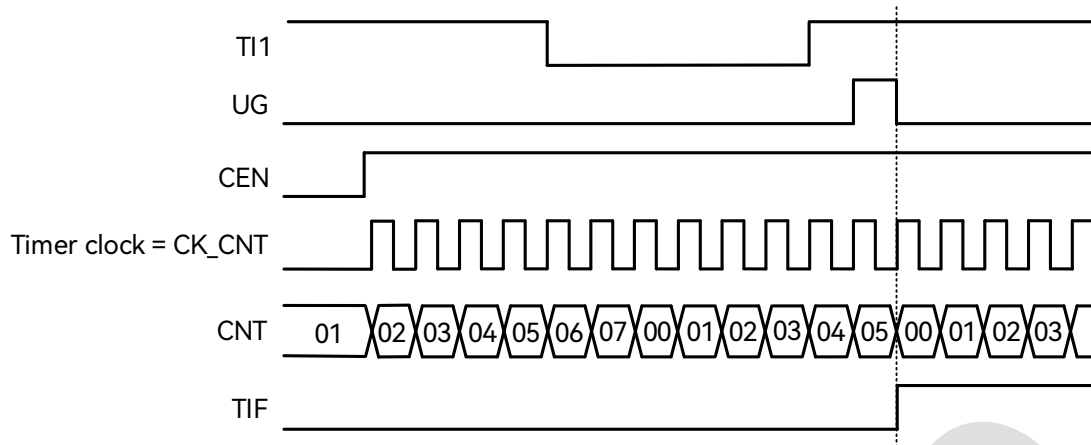 TI1
UG
CEN
Timer clock = CK_CNT
CNT 01 02 03 04 05 06 07 00 01 02 03 04 05 00 01 02 03
TIF